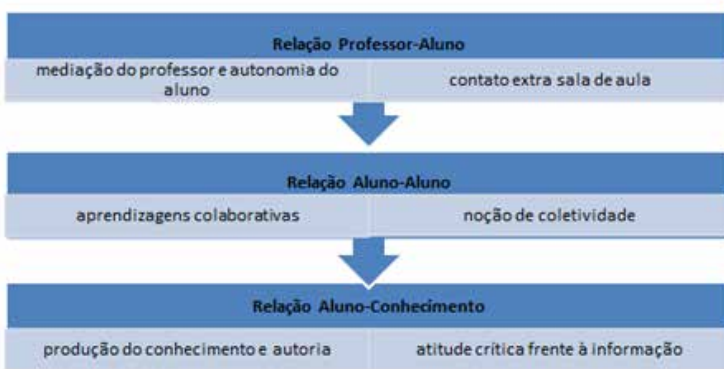 Relação Professor-Aluno
mediação do professor e autonomia do
aluno
contato extra sala de aula
Relação Aluno-Aluno
aprendizagens colaborativas
noção de coletividade
Relação Aluno-Conhecimento
produção do conhecimento e autoria
atitude crítica frente à informação